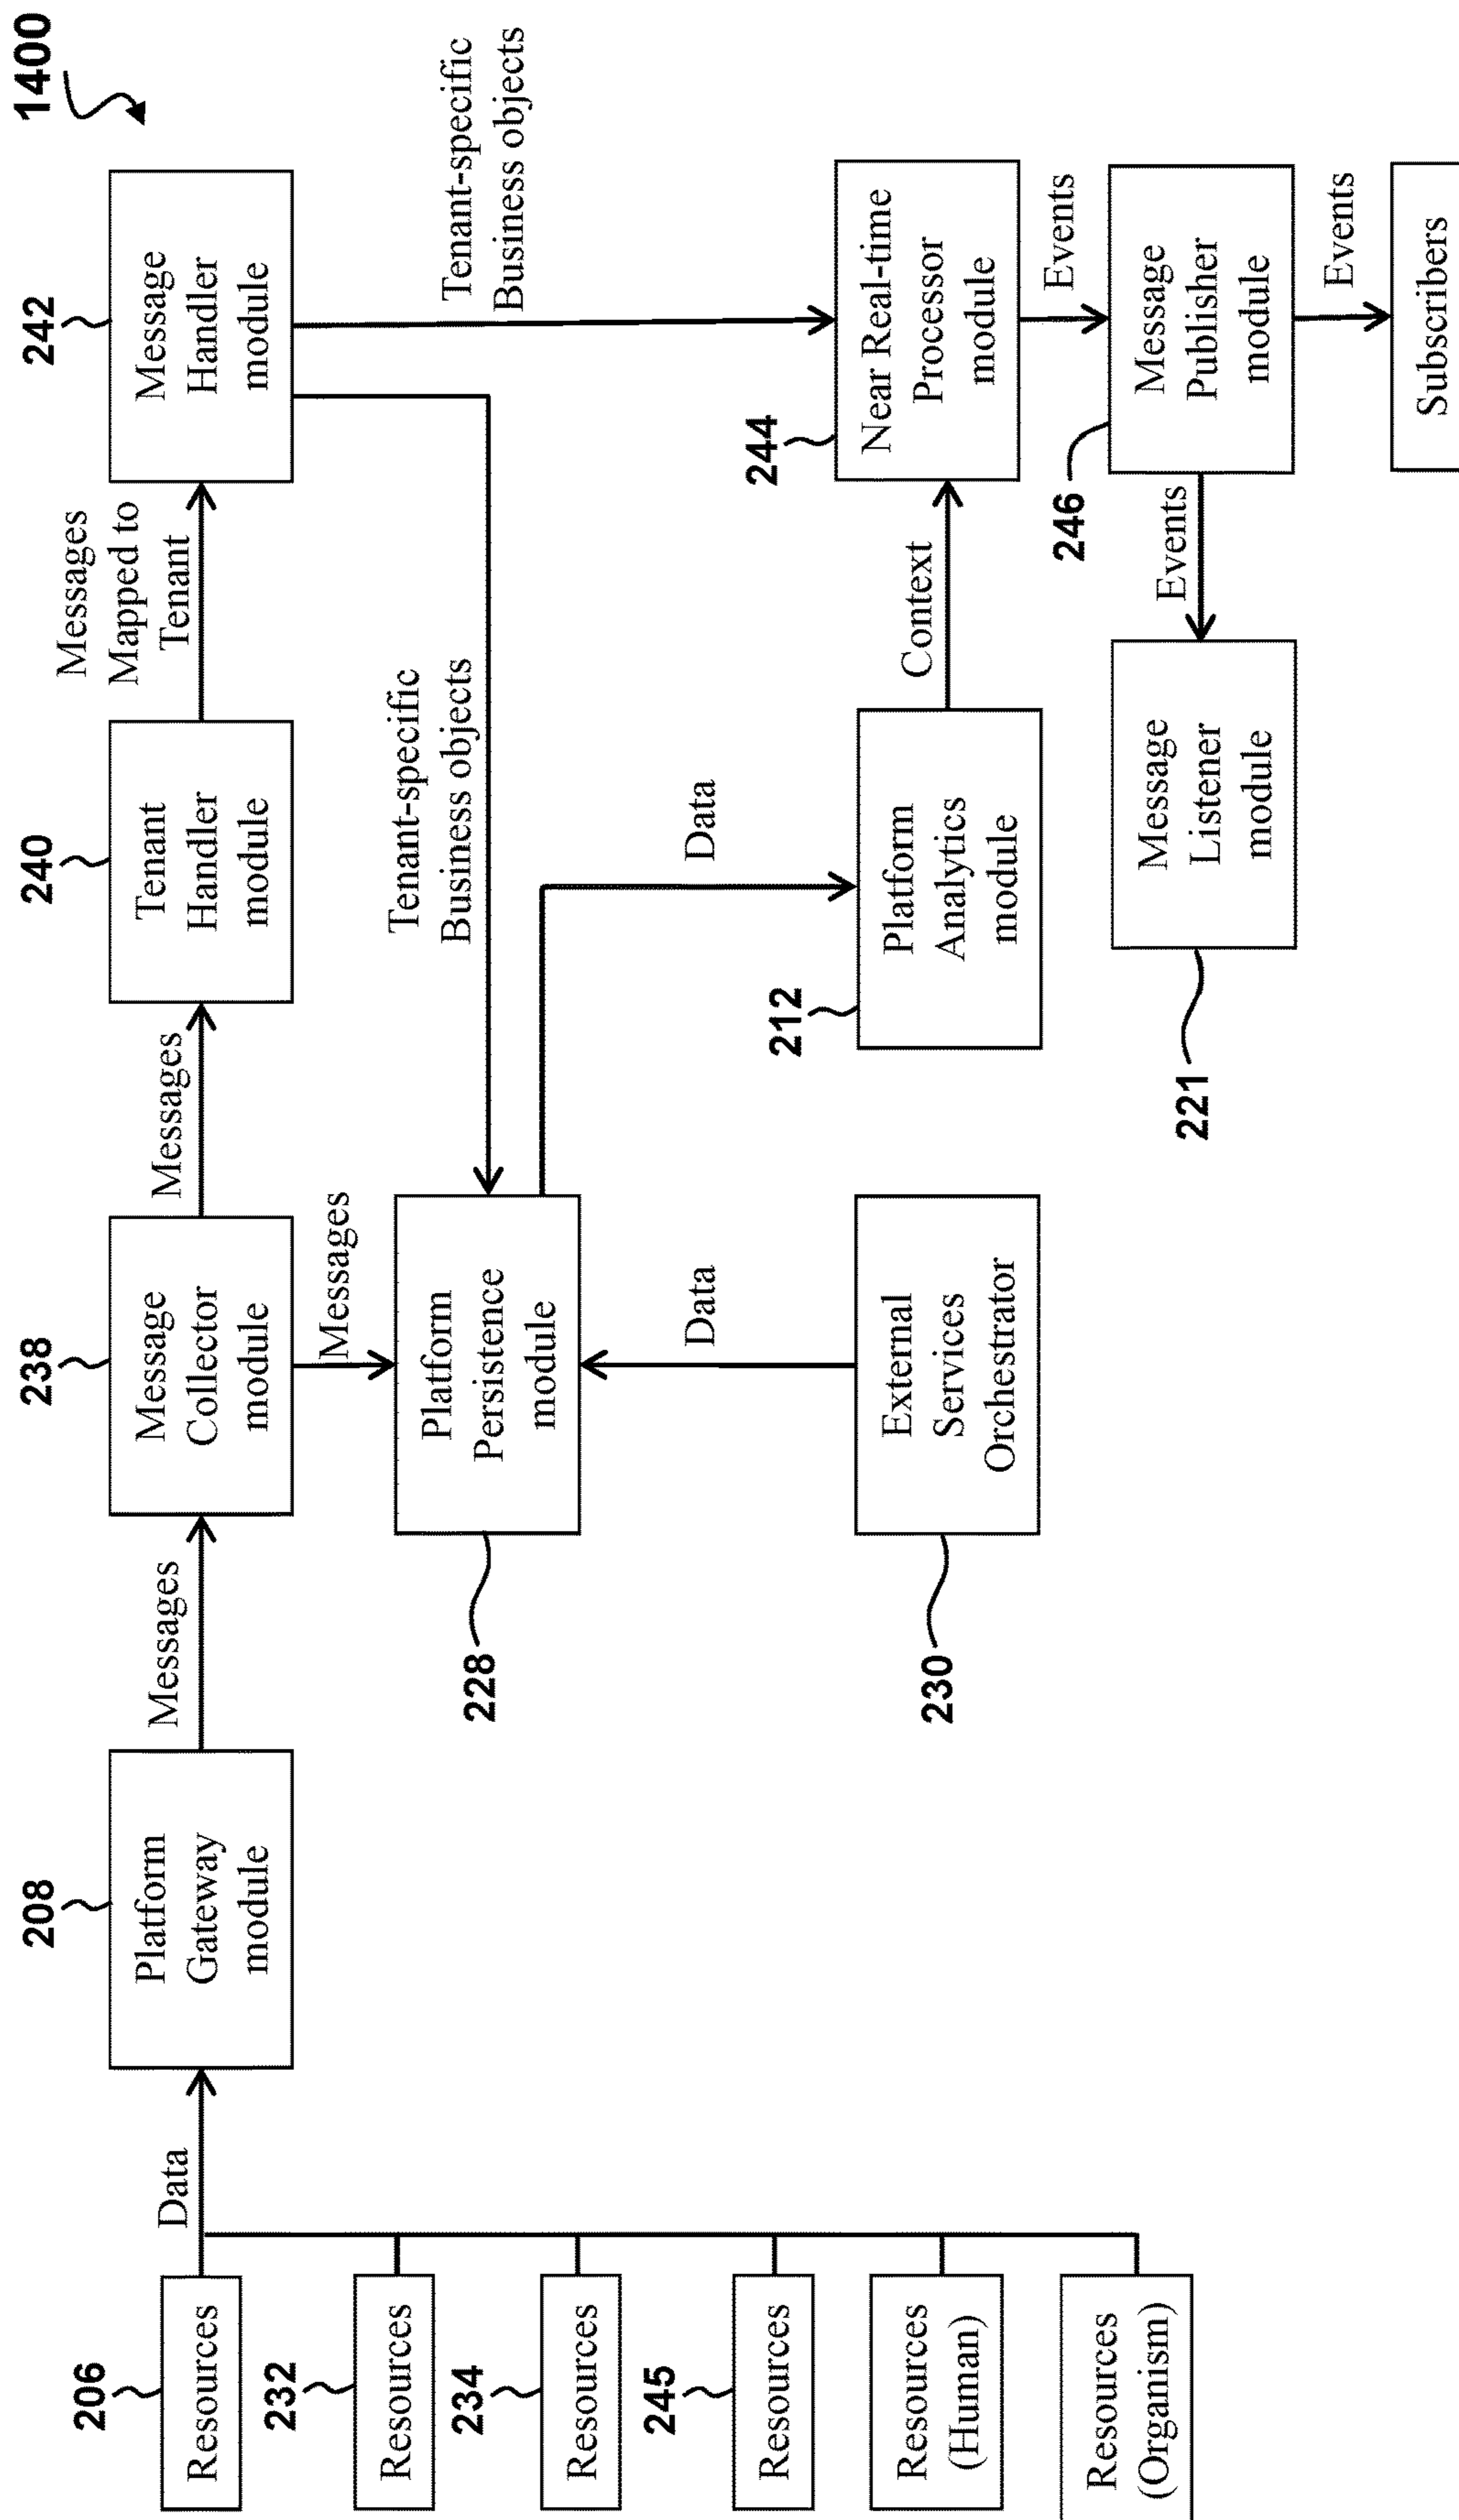 1400
206
Resources
232
Resources
234
Resources
245
Resources
Resources
(Human)
Resources
(Organism)
Data
208
Platform
Gateway
module
Messages
238
Message
Collector
module
Messages
240
Tenant
Handler
module
Messages
Mapped to
Tenant
242
Message
Handler
module
Messages
Tenant-specific
Business objects
Tenant-specific
Business objects
228
Platform
Persistence
module
Data
Data
230
External
Services
Orchestrator
212
Platform
Analytics
module
Context
244
Near Real-time
Processor
module
Events
246
Message
Publisher
module
Events
221
Message
Listener
module
Events
Subscribers